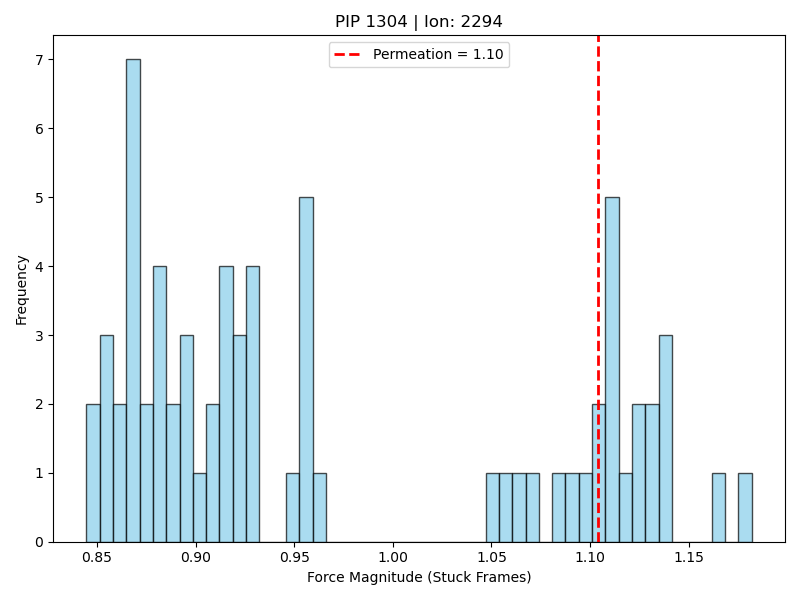 PIP 1304 | Ion: 2294
Permeation = 1.10
Frequency
7
6
5
4
3
2
1
0
0.85 0.90 0.95 1.00 1.05 1.10 1.15
Force Magnitude (Stuck Frames)